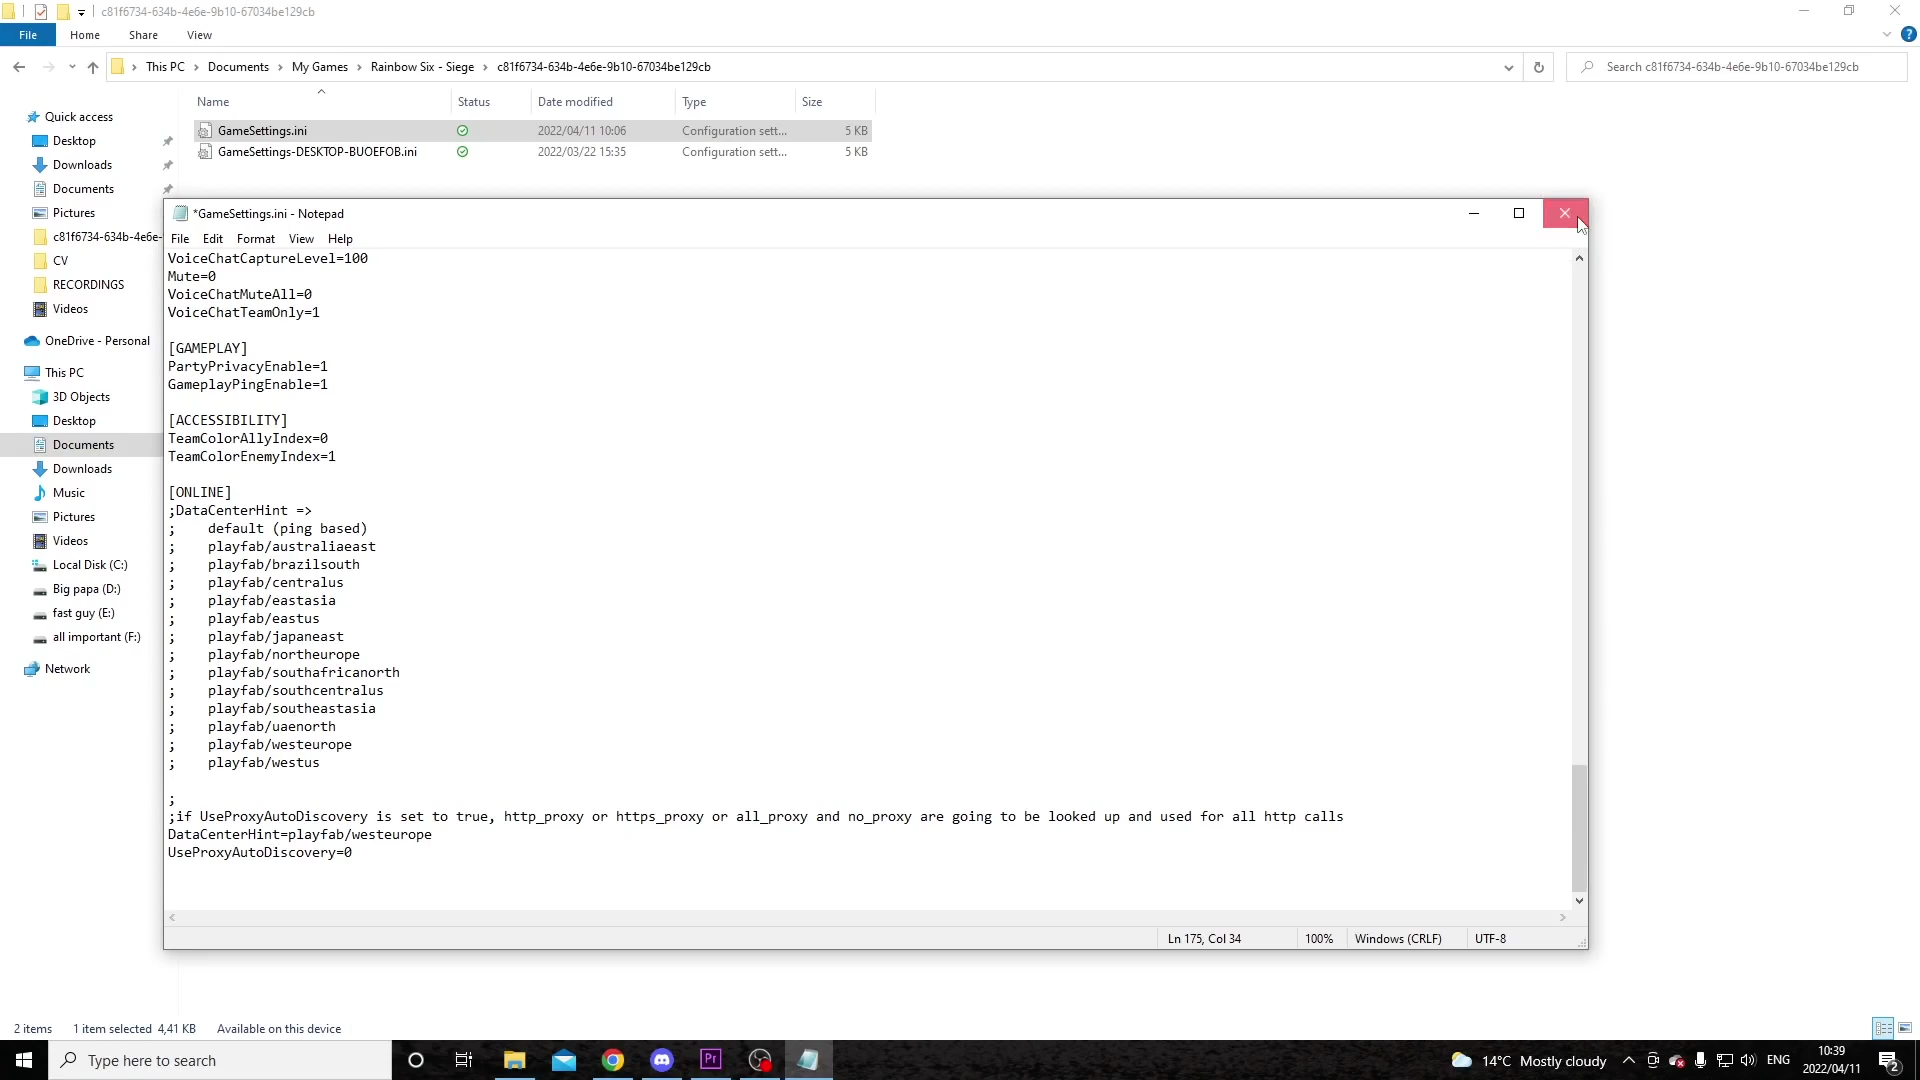 c81f6734-634b-4e6e-9b10-67034be129cb
File Home Share View
This PC Documents My Games Rainbow Six - Siege c81f6734-634b-4e6e-9b10-67034be129cb
Search c81f6734-634b-4e6e-9b10-67034be129cb
Name Status Date modified Type Size
GameSettings.ini 2022/04/11 10:06 Configuration sett... 5 KB
GameSettings-DESKTOP-BUOEFOB.ini 2022/03/22 15:35 Configuration sett... 5 KB
Quick access
Desktop
Downloads
Documents
Pictures
c81f6734-634b-4e6e-
CV
RECORDINGS
Videos
OneDrive - Personal
This PC
3D Objects
Desktop
Documents
Downloads
Music
Pictures
Videos
Local Disk (C:)
Big papa (D:)
fast guy (E:)
all important (F:)
Network
*GameSettings.ini - Notepad
File Edit Format View Help
VoiceChatCaptureLevel=100
Mute=0
VoiceChatMuteAll=0
VoiceChatTeamOnly=1
[GAMEPLAY]
PartyPrivacyEnable=1
GameplayPingEnable=1
[ACCESSIBILITY]
TeamColorAllyIndex=0
TeamColorEnemyIndex=1
[ONLINE]
;DataCenterHint =>
; default (ping based)
; playfab/australiaeast
; playfab/brazilsouth
; playfab/centralus
; playfab/eastasia
; playfab/eastus
; playfab/japaneast
; playfab/northeurope
; playfab/southafricanorth
; playfab/southcentralus
; playfab/southeastasia
; playfab/uaenorth
; playfab/westeurope
; playfab/westus
;
;if UseProxyAutoDiscovery is set to true, http_proxy or https_proxy or all_proxy and no_proxy are going to be looked up and used for all http calls
DataCenterHint=playfab/westeurope
UseProxyAutoDiscovery=0
Ln 175, Col 34 100% Windows (CRLF) UTF-8
2 items 1 item selected 4,41 KB Available on this device
Type here to search
Pr
14°C Mostly cloudy
ENG
10:39
2022/04/11
2